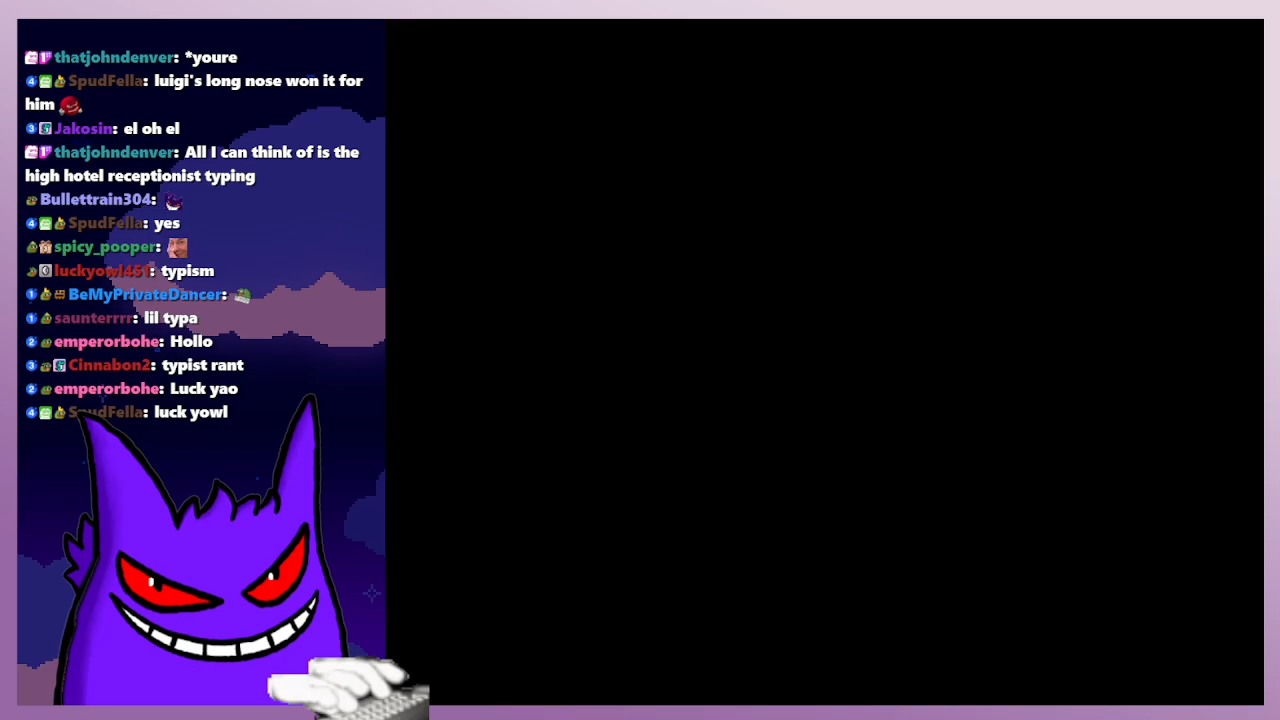 thatjohndenver: *youre
SpudFella: luigi's long nose won it for
him
Jakosin: el oh el
thatjohndenver: All I can think of is the
high hotel receptionist typing
Bullettrain304:
SpudFella: yes
spicy_pooper:
luckyowl461: typism
BeMyPrivateDancer:
saunterrrr: lil typa
emperorbohe: Hollo
Cinnabon2: typist rant
emperorbohe: Luck yao
SpudFella: luck yowl